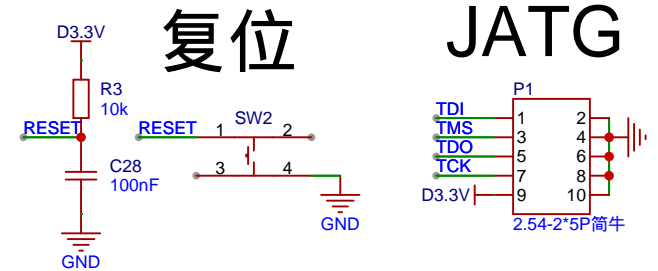 复位
JATG
D3.3V
R3
10k
RESET
C28
100nF
GND
RESET
SW2
1
2
3
4
GND
P1
TDI
1
2
TMS
3
4
TDO
5
6
TCK
7
8
D3.3V
9
10
2.54-2*5P简牛